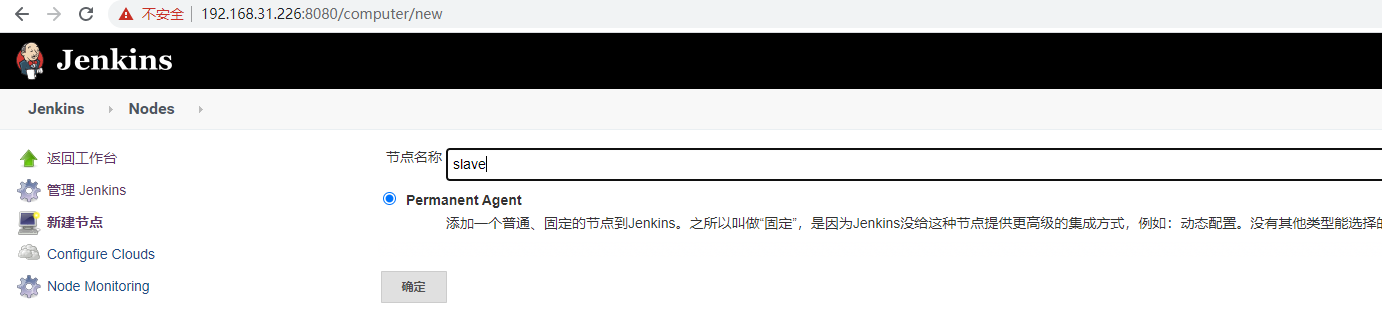 不安全 | 192.168.31.226:8080/computer/new
Jenkins
Jenkins Nodes
返回工作台
管理 Jenkins
新建节点
Configure Clouds
Node Monitoring
节点名称 slave
Permanent Agent
添加一个普通、固定的节点到Jenkins。之所以叫做“固定”，是因为Jenkins没给这种节点提供更高级的集成方式，例如：动态配置。没有其他类型能选择的
确定